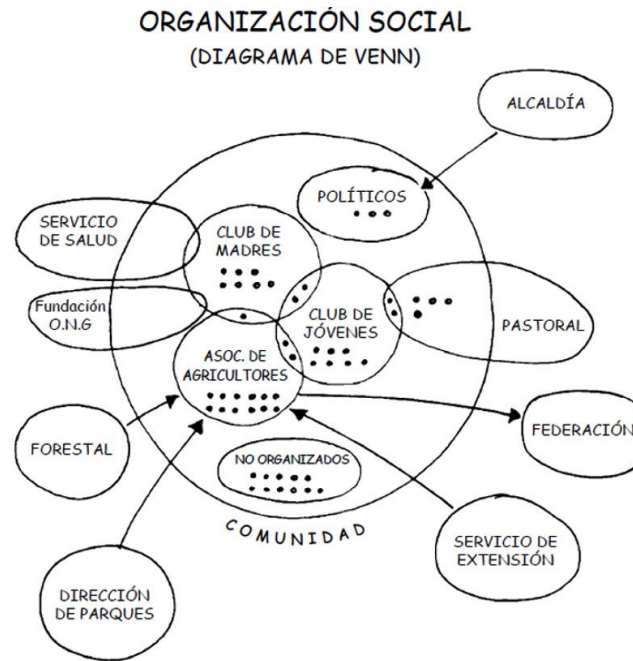 ORGANIZACIÓN SOCIAL
(DIAGRAMA DE VENN)
ALCALDÍA
POLÍTICOS
SERVICIO
DE SALUD
CLUB DE
MADRES
Fundación
O.N.G
CLUB DE
JÓVENES
PASTORAL
ASOC. DE
AGRICULTORES
FEDERACIÓN
FORESTAL
NO ORGANIZADOS
COMUNIDAD
SERVICIO DE
EXTENSIÓN
DIRECCIÓN
DE PARQUES